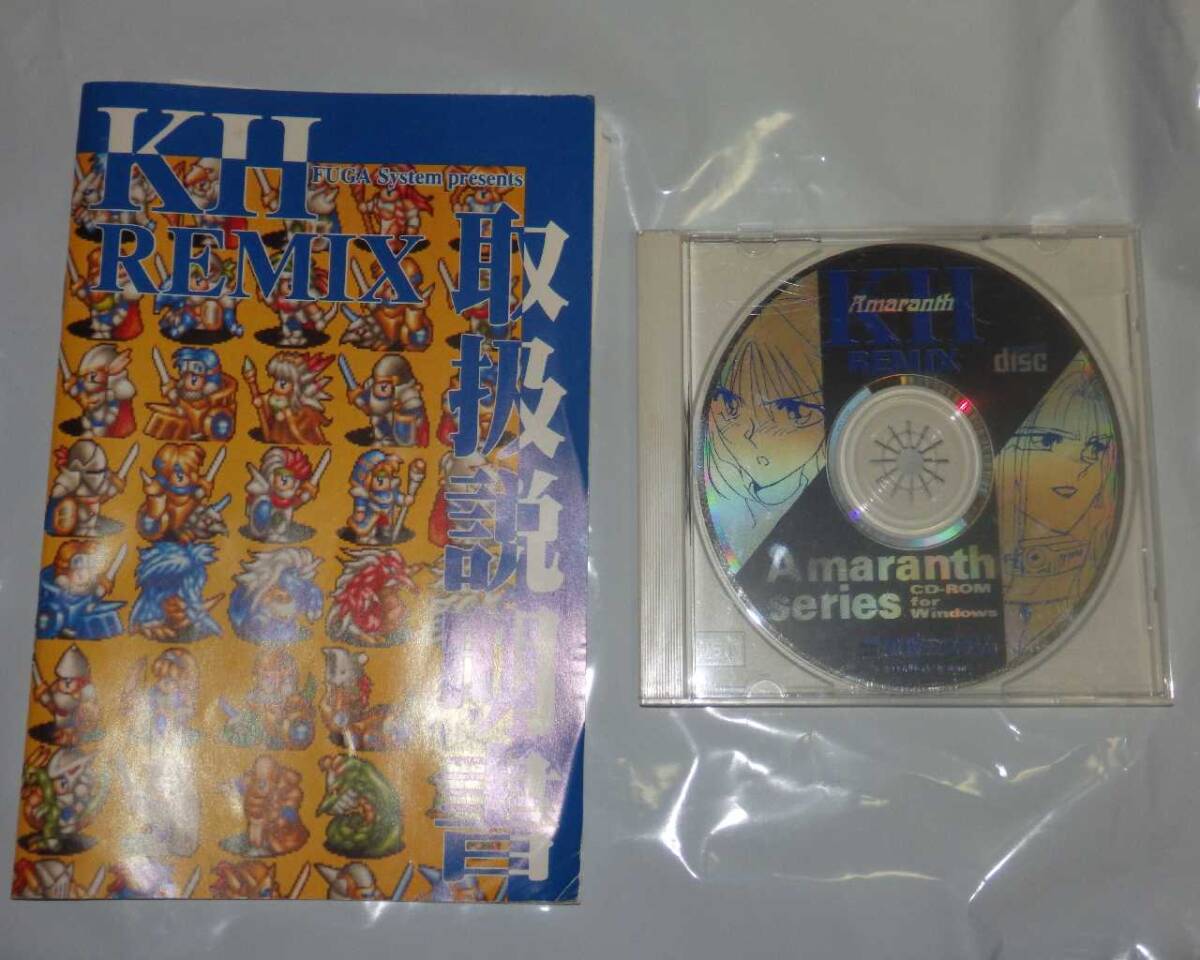 KH
FUGA System presents
REMIX
取扱説明書
KH
Amaranth
REMIX
disc
Amaranth
series
CD-ROM
for
Windows